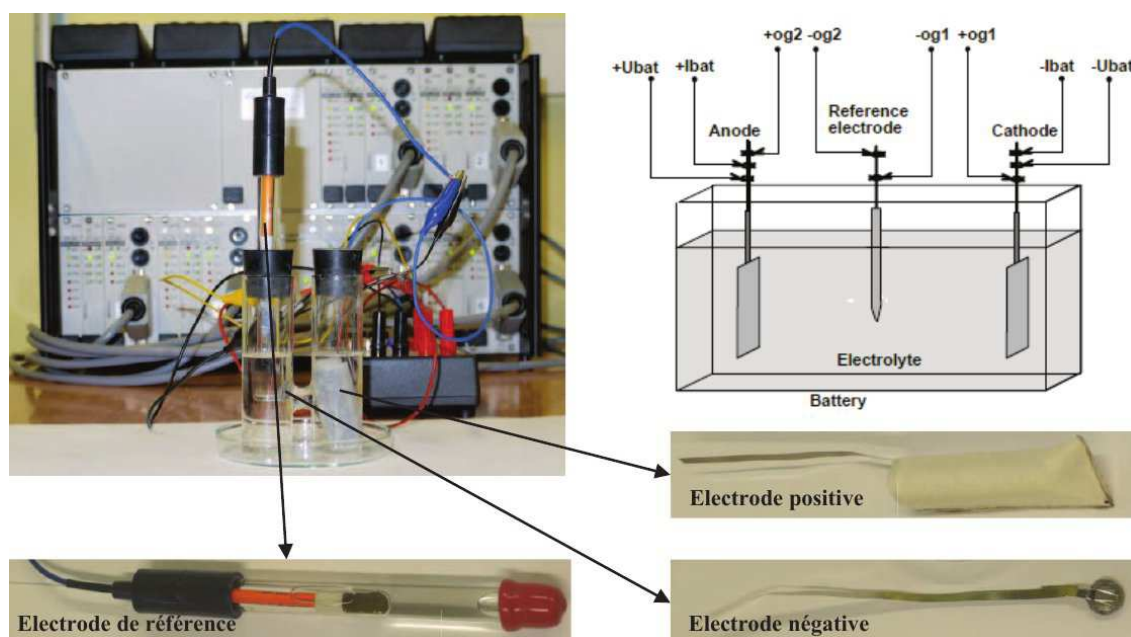 +og2 -og2
-og1 +og1
+Ubat
+Ibat
-Ibat
-Ubat
Anode
Reference
electrode
Cathode
Electrolyte
Battery
Electrode positive
Electrode de référence
Electrode négative